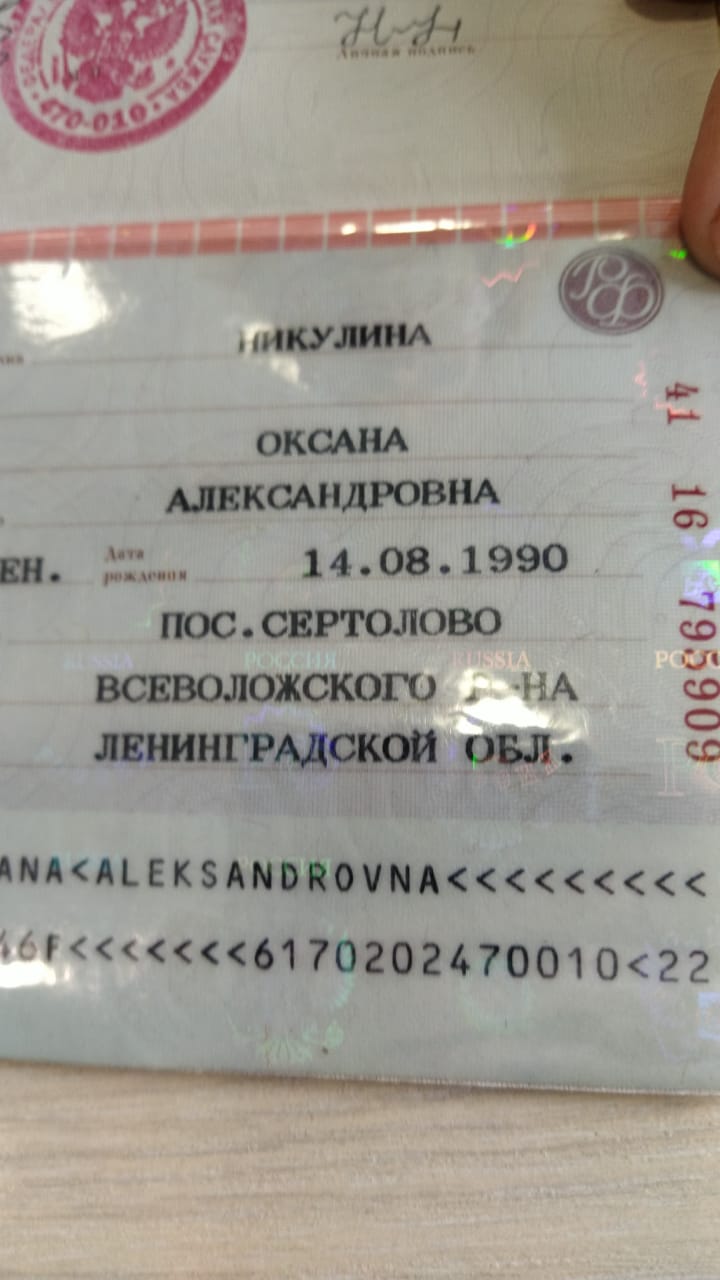 470-010
Личная подпись
РФ
НИКУЛИНА
ОКСАНА
АЛЕКСАНДРОВНА
ЕН. Дата рождения 14.08.1990
ПОС.СЕРТОЛОВО
RUSSIA РОССИЯ RUSSIA
ВСЕВОЛОЖСКОГО Р-НА
ЛЕНИНГРАДСКОЙ ОБЛ.
41 16
ANA<ALEKSANDROVNA<<<<<<<<<
46F<<<<<<<6170202470010<22